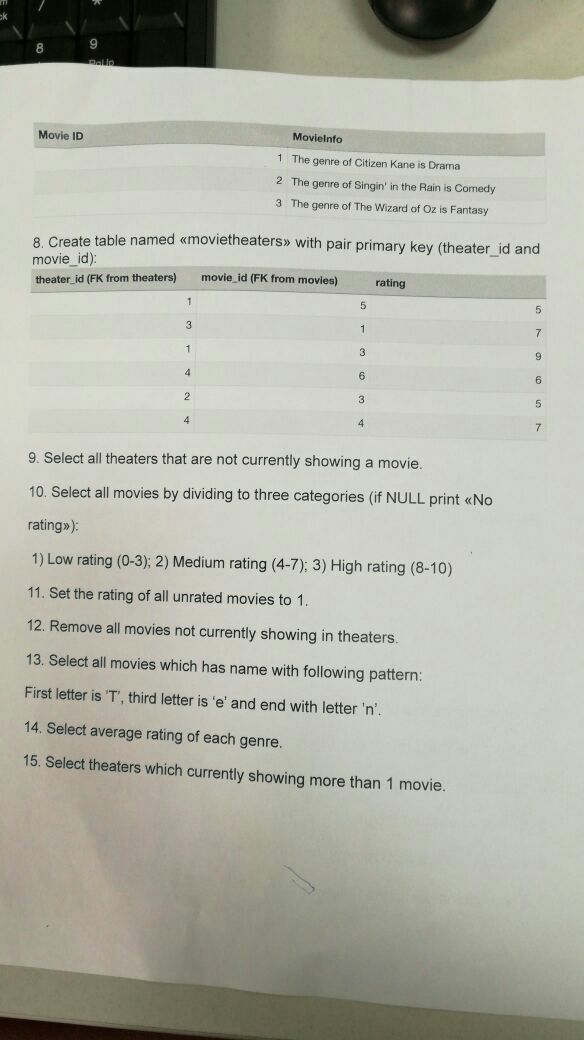 /
*
8
9
PgUp
Movie ID MovieInfo
1 The genre of Citizen Kane is Drama
2 The genre of Singin' in the Rain is Comedy
3 The genre of The Wizard of Oz is Fantasy
8. Create table named «movietheaters» with pair primary key (theater_id and
movie_id):
theater_id (FK from theaters) movie_id (FK from movies) rating
1 5 5
3 1 7
1 3 9
4 6 6
2 3 5
4 4 7
9. Select all theaters that are not currently showing a movie.
10. Select all movies by dividing to three categories (if NULL print «No
rating»):
1) Low rating (0-3); 2) Medium rating (4-7); 3) High rating (8-10)
11. Set the rating of all unrated movies to 1.
12. Remove all movies not currently showing in theaters.
13. Select all movies which has name with following pattern:
First letter is 'T', third letter is 'e' and end with letter 'n'.
14. Select average rating of each genre.
15. Select theaters which currently showing more than 1 movie.